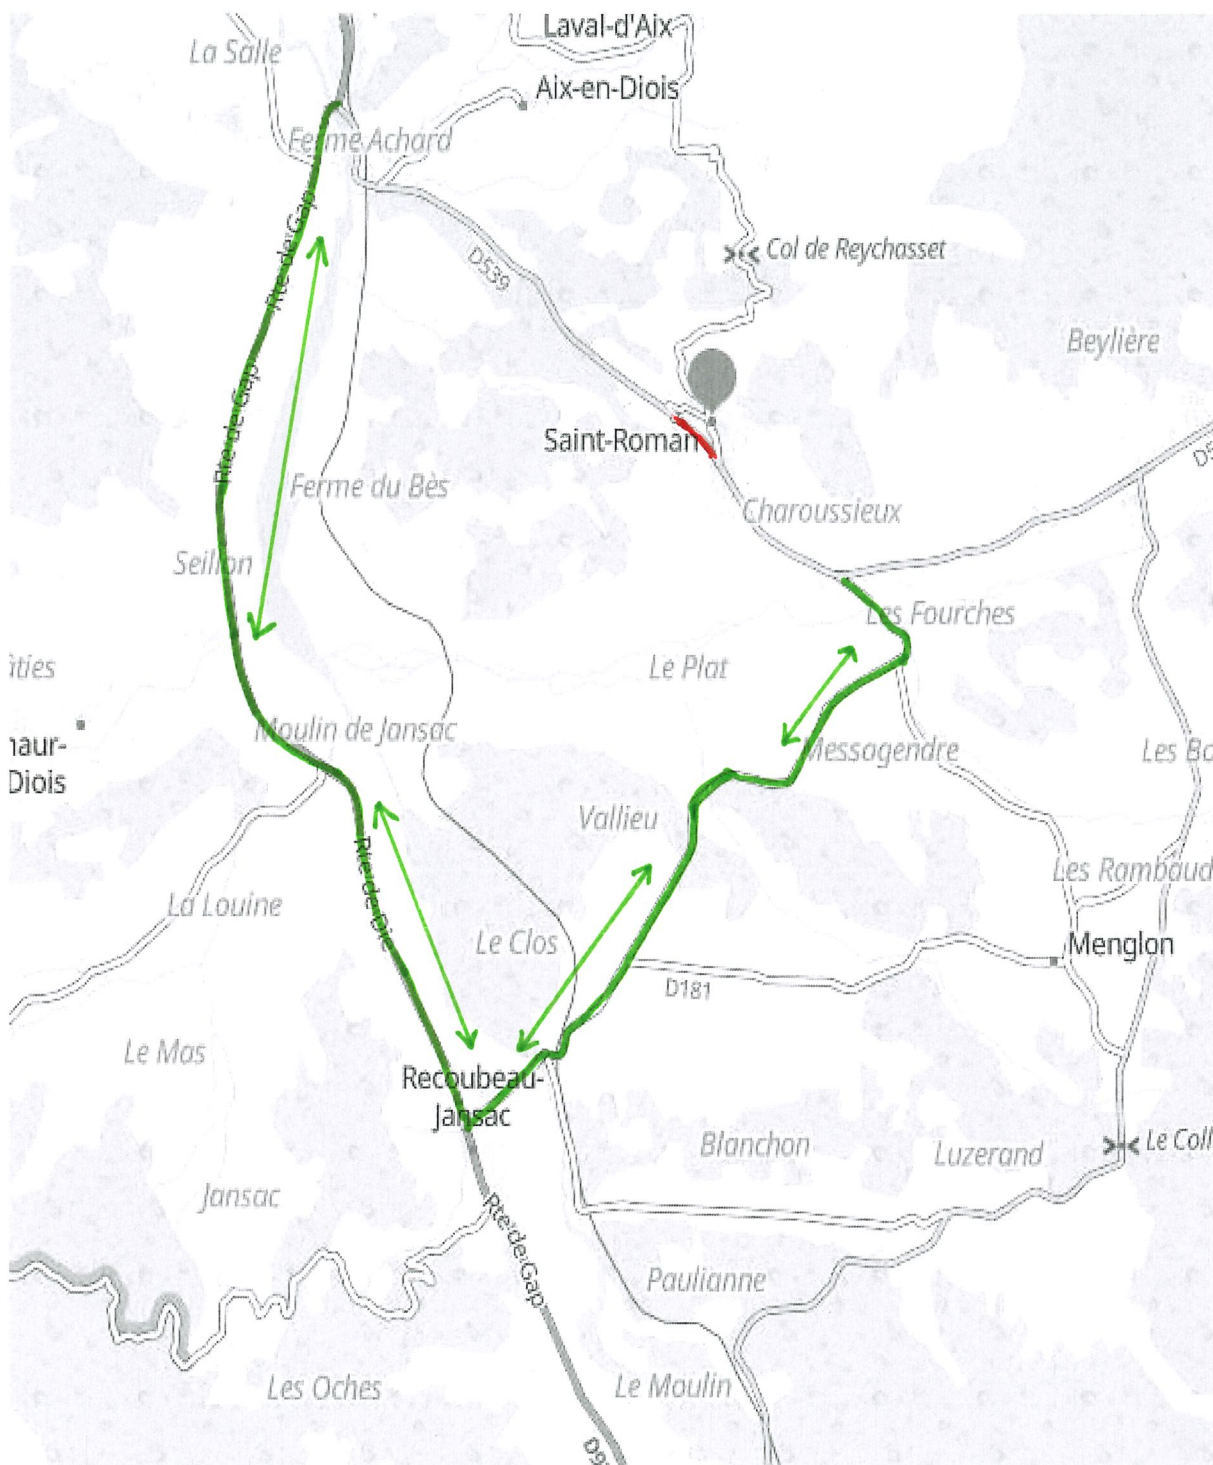 Laval-d'Aix
La Salle
Aix-en-Diois
Ferme Achard
Rte de Gap
D539
Col de Reychasset
Beylière
Rte de Gap
Saint-Roman
Ferme du Bès
Charoussieux
Seillon
Les Fourches
Le Plat
Moulin de Jansac
Messagendre
Diois
Vallieu
Rte de Die
Les Rambaud
La Louine
Le Clos
Menglon
D181
Le Mas
Recoubeau-
Jansac
Blanchon
Luzerand
Le Coll
Jansac
Rte de Gap
Paulianne
Les Oches
Le Moulin